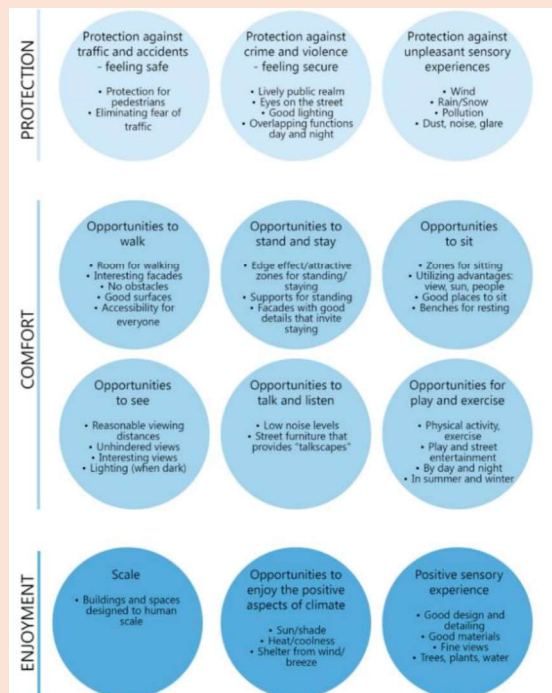 PROTECTION
Protection against
traffic and accidents
- feeling safe
• Protection for
pedestrians
• Eliminating fear of
traffic
Protection against
crime and violence
- feeling secure
• Lively public realm
• Eyes on the street
• Good lighting
• Overlapping functions
day and night
Protection against
unpleasant sensory
experiences
• Wind
• Rain/Snow
• Pollution
• Dust, noise, glare
COMFORT
Opportunities to
walk
• Room for walking
• Interesting facades
• No obstacles
• Good surfaces
• Accessibility for
everyone
Opportunities to
stand and stay
• Edge effect/attractive
zones for standing/
staying
• Supports for standing
• Facades with good
details that invite
staying
Opportunities
to sit
• Zones for sitting
• Utilizing advantages:
view, sun, people
• Good places to sit
• Benches for resting
Opportunities
to see
• Reasonable viewing
distances
• Unhindered views
• Interesting views
• Lighting (when dark)
Opportunities to
talk and listen
• Low noise levels
• Street furniture that
provides "talkscapes"
Opportunities for
play and exercise
• Physical activity,
exercise
• Play and street
entertainment
• By day and night
• In summer and winter
ENJOYMENT
Scale
• Buildings and spaces
designed to human
scale
Opportunities to
enjoy the positive
aspects of climate
• Sun/shade
• Heat/coolness
• Shelter from wind/
breeze
Positive sensory
experience
• Good design and
detailing
• Good materials
• Fine views
• Trees, plants, water